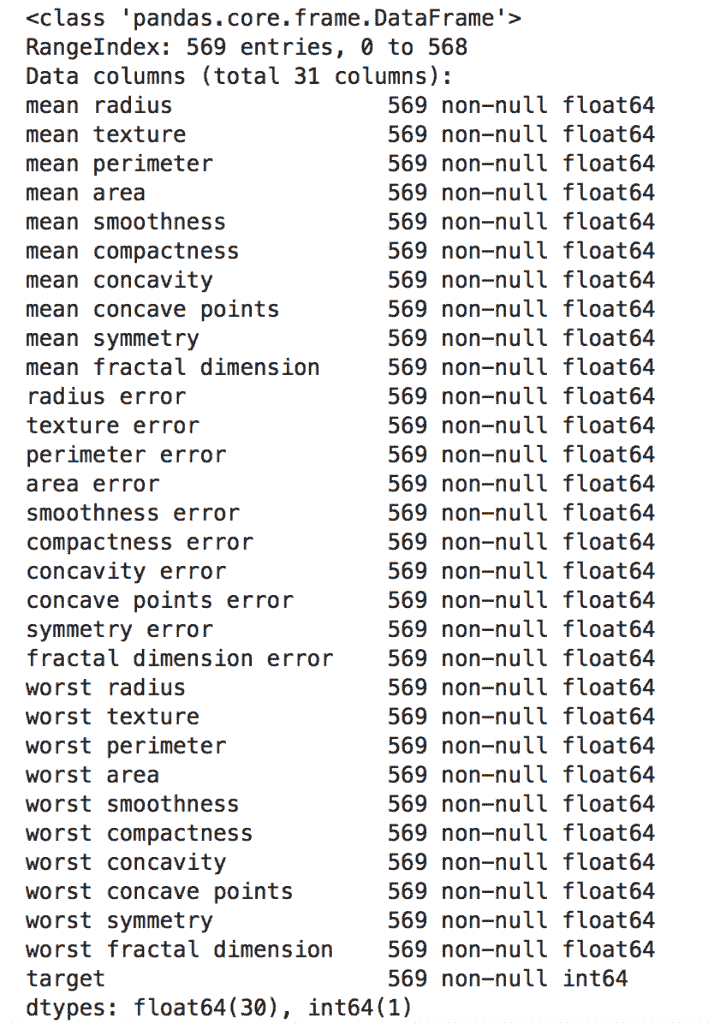 <class 'pandas.core.frame.DataFrame'>
RangeIndex: 569 entries, 0 to 568
Data columns (total 31 columns):
mean radius                569 non-null float64
mean texture               569 non-null float64
mean perimeter             569 non-null float64
mean area                  569 non-null float64
mean smoothness            569 non-null float64
mean compactness           569 non-null float64
mean concavity             569 non-null float64
mean concave points        569 non-null float64
mean symmetry              569 non-null float64
mean fractal dimension     569 non-null float64
radius error               569 non-null float64
texture error              569 non-null float64
perimeter error            569 non-null float64
area error                 569 non-null float64
smoothness error           569 non-null float64
compactness error          569 non-null float64
concavity error            569 non-null float64
concave points error       569 non-null float64
symmetry error             569 non-null float64
fractal dimension error    569 non-null float64
worst radius               569 non-null float64
worst texture              569 non-null float64
worst perimeter            569 non-null float64
worst area                 569 non-null float64
worst smoothness           569 non-null float64
worst compactness          569 non-null float64
worst concavity            569 non-null float64
worst concave points       569 non-null float64
worst symmetry             569 non-null float64
worst fractal dimension    569 non-null float64
target                     569 non-null int64
dtypes: float64(30), int64(1)